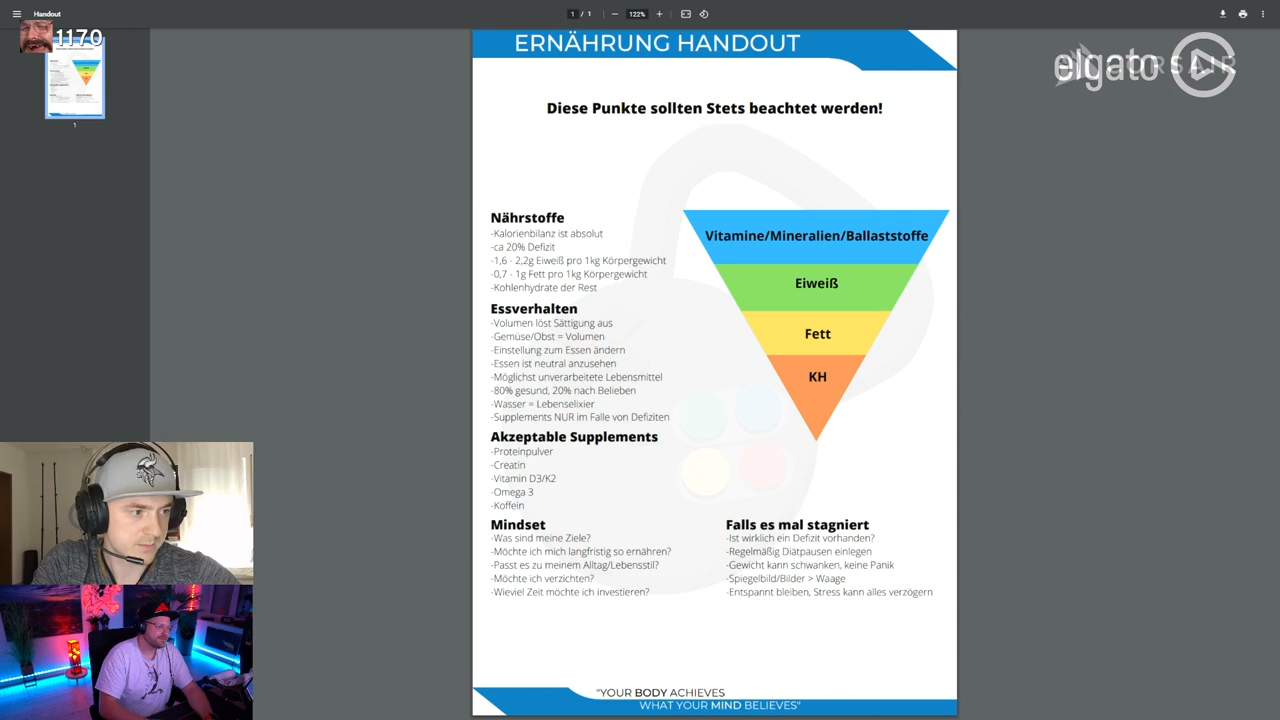 Handout
1 / 1
122%
1170
elgato
ERNÄHRUNG HANDOUT
Diese Punkte sollten Stets beachtet werden!
Nährstoffe
-Kalorienbilanz ist absolut
-ca 20% Defizit
-1,6 - 2,2g Eiweiß pro 1kg Körpergewicht
-0,7 - 1g Fett pro 1kg Körpergewicht
-Kohlenhydrate der Rest
Vitamine/Mineralien/Ballaststoffe
Eiweiß
Fett
KH
Essverhalten
-Volumen löst Sättigung aus
-Gemüse/Obst = Volumen
-Einstellung zum Essen ändern
-Essen ist neutral anzusehen
-Möglichst unverarbeitete Lebensmittel
-80% gesund, 20% nach Belieben
-Wasser = Lebenselixier
-Supplements NUR im Falle von Defiziten
Akzeptable Supplements
-Proteinpulver
-Creatin
-Vitamin D3/K2
-Omega 3
-Koffein
Mindset
-Was sind meine Ziele?
-Möchte ich mich langfristig so ernähren?
-Passt es zu meinem Alltag/Lebensstil?
-Möchte ich verzichten?
-Wieviel Zeit möchte ich investieren?
Falls es mal stagniert
-Ist wirklich ein Defizit vorhanden?
-Regelmäßig Diätpausen einlegen
-Gewicht kann schwanken, keine Panik
-Spiegelbild/Bilder > Waage
-Entspannt bleiben, Stress kann alles verzögern
"YOUR BODY ACHIEVES
WHAT YOUR MIND BELIEVES"
1